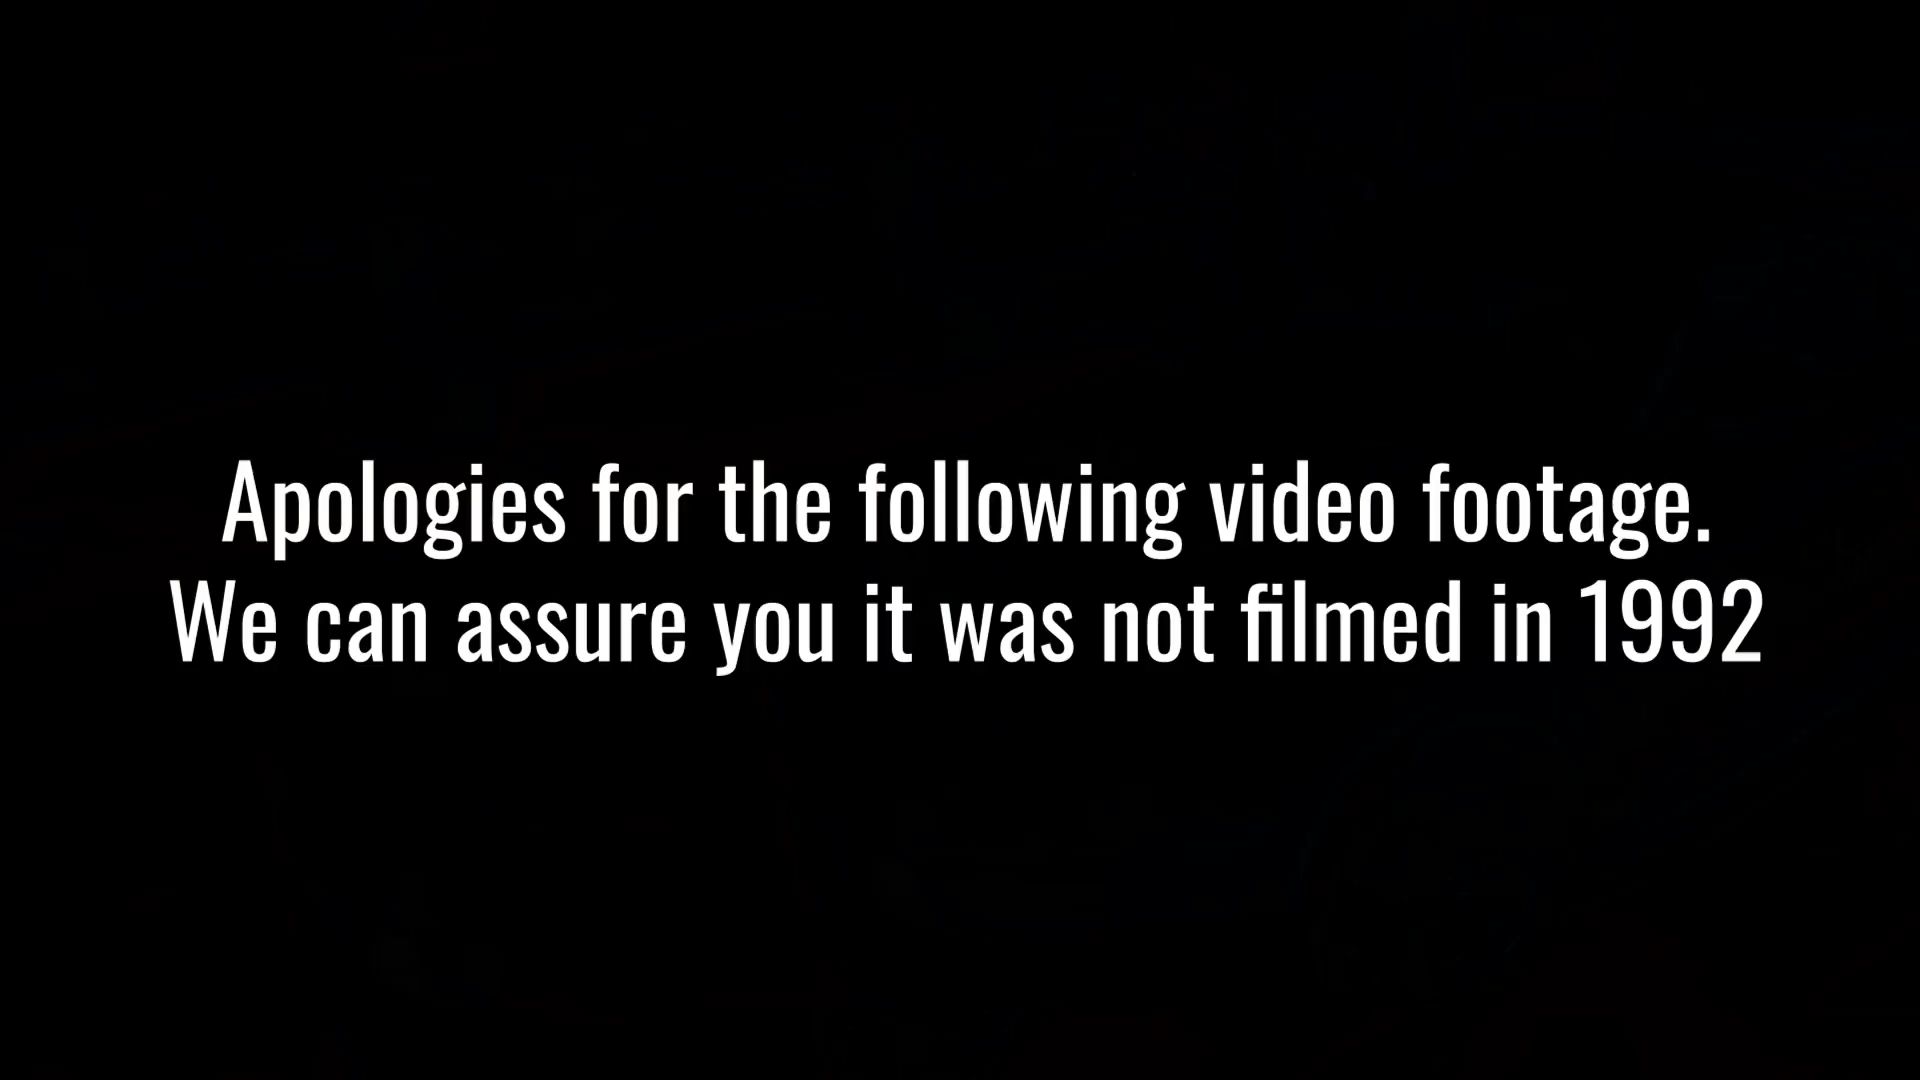 Apologies for the following video footage.
We can assure you it was not filmed in 1992